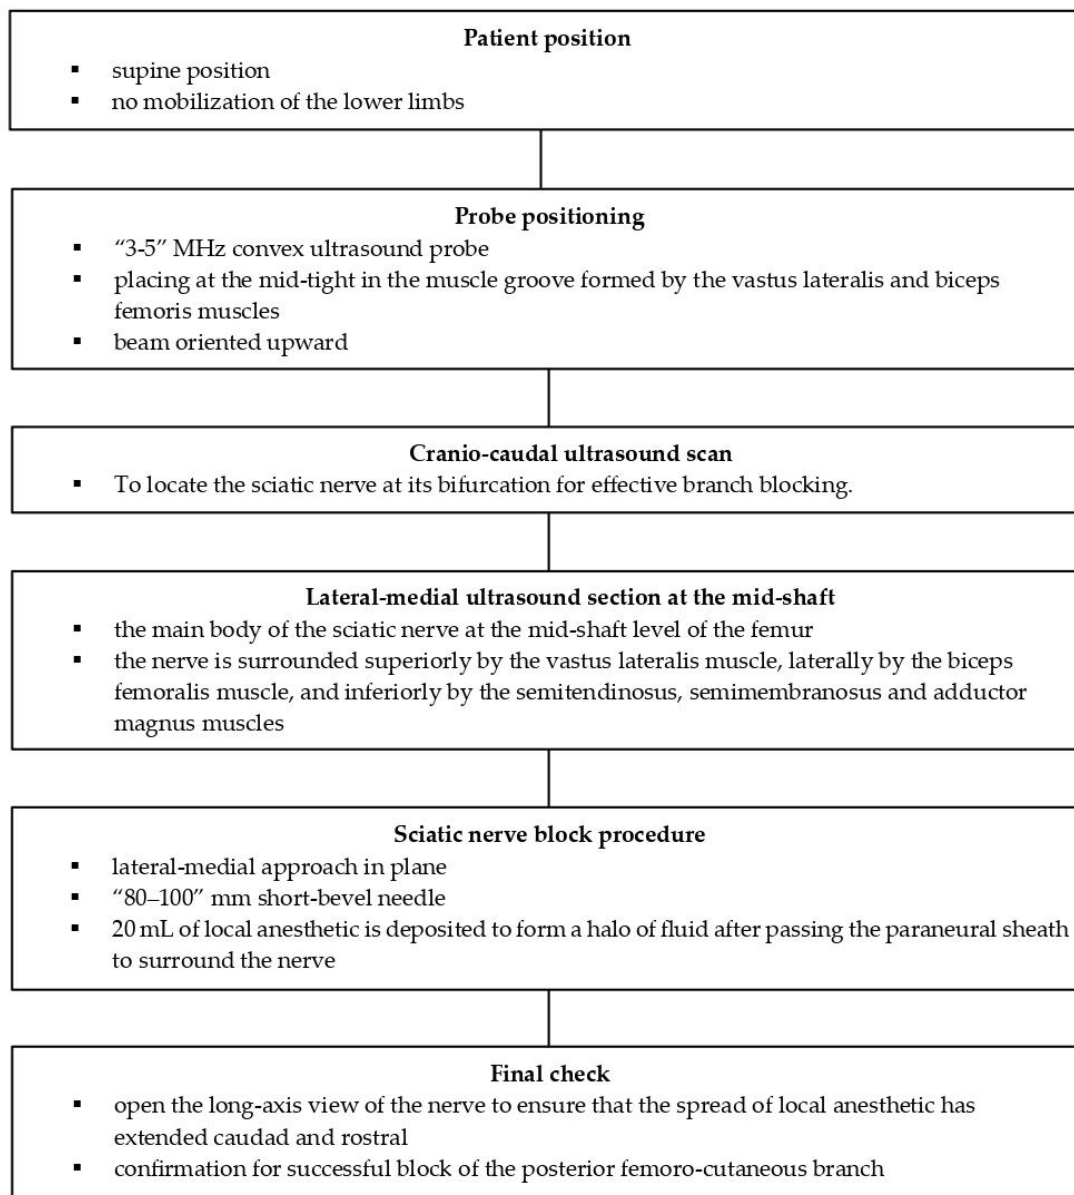 Patient position
▪ supine position
▪ no mobilization of the lower limbs
Probe positioning
▪ “3-5” MHz convex ultrasound probe
▪ placing at the mid-tight in the muscle groove formed by the vastus lateralis and biceps
femoris muscles
▪ beam oriented upward
Cranio-caudal ultrasound scan
▪ To locate the sciatic nerve at its bifurcation for effective branch blocking.
Lateral-medial ultrasound section at the mid-shaft
▪ the main body of the sciatic nerve at the mid-shaft level of the femur
▪ the nerve is surrounded superiorly by the vastus lateralis muscle, laterally by the biceps
femoralis muscle, and inferiorly by the semitendinosus, semimembranosus and adductor
magnus muscles
Sciatic nerve block procedure
▪ lateral-medial approach in plane
▪ “80–100” mm short-bevel needle
▪ 20 mL of local anesthetic is deposited to form a halo of fluid after passing the paraneural sheath
to surround the nerve
Final check
▪ open the long-axis view of the nerve to ensure that the spread of local anesthetic has
extended caudad and rostral
▪ confirmation for successful block of the posterior femoro-cutaneous branch